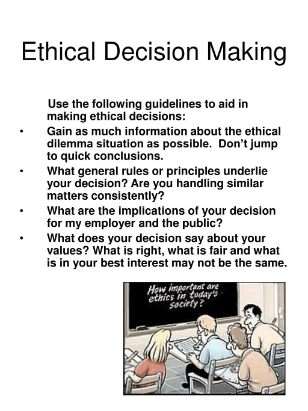 Ethical Decision Making
Use the following guidelines to aid in
making ethical decisions:
• Gain as much information about the ethical
dilemma situation as possible.  Don't jump
to quick conclusions.
• What general rules or principles underlie
your decision? Are you handling similar
matters consistently?
• What are the implications of your decision
for my employer and the public?
• What does your decision say about your
values? What is right, what is fair and what
is in your best interest may not be the same.
How important are
ethics in today's
society?